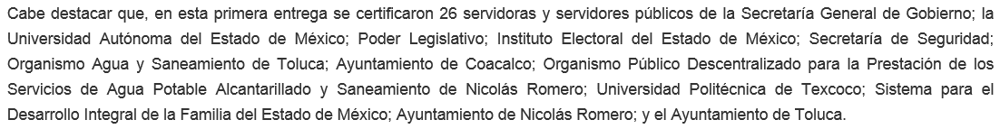 Cabe destacar que, en esta primera entrega se certificaron 26 servidoras y servidores públicos de la Secretaría General de Gobierno; la
Universidad Autónoma del Estado de México; Poder Legislativo; Instituto Electoral del Estado de México; Secretaría de Seguridad;
Organismo Agua y Saneamiento de Toluca; Ayuntamiento de Coacalco; Organismo Público Descentralizado para la Prestación de los
Servicios de Agua Potable Alcantarillado y Saneamiento de Nicolás Romero; Universidad Politécnica de Texcoco; Sistema para el
Desarrollo Integral de la Familia del Estado de México; Ayuntamiento de Nicolás Romero; y el Ayuntamiento de Toluca.